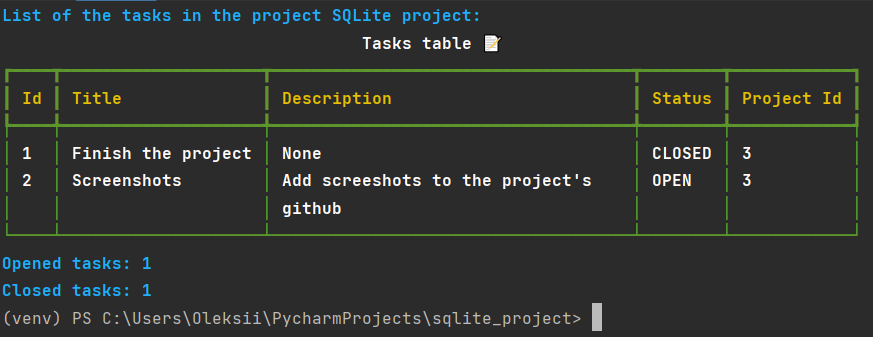 List of the tasks in the project SQLite project:
Tasks table 📝
Id Title Description Status Project Id
1 Finish the project None CLOSED 3
2 Screenshots Add screeshots to the project's OPEN 3
github
Opened tasks: 1
Closed tasks: 1
(venv) PS C:\Users\Oleksii\PycharmProjects\sqlite_project>